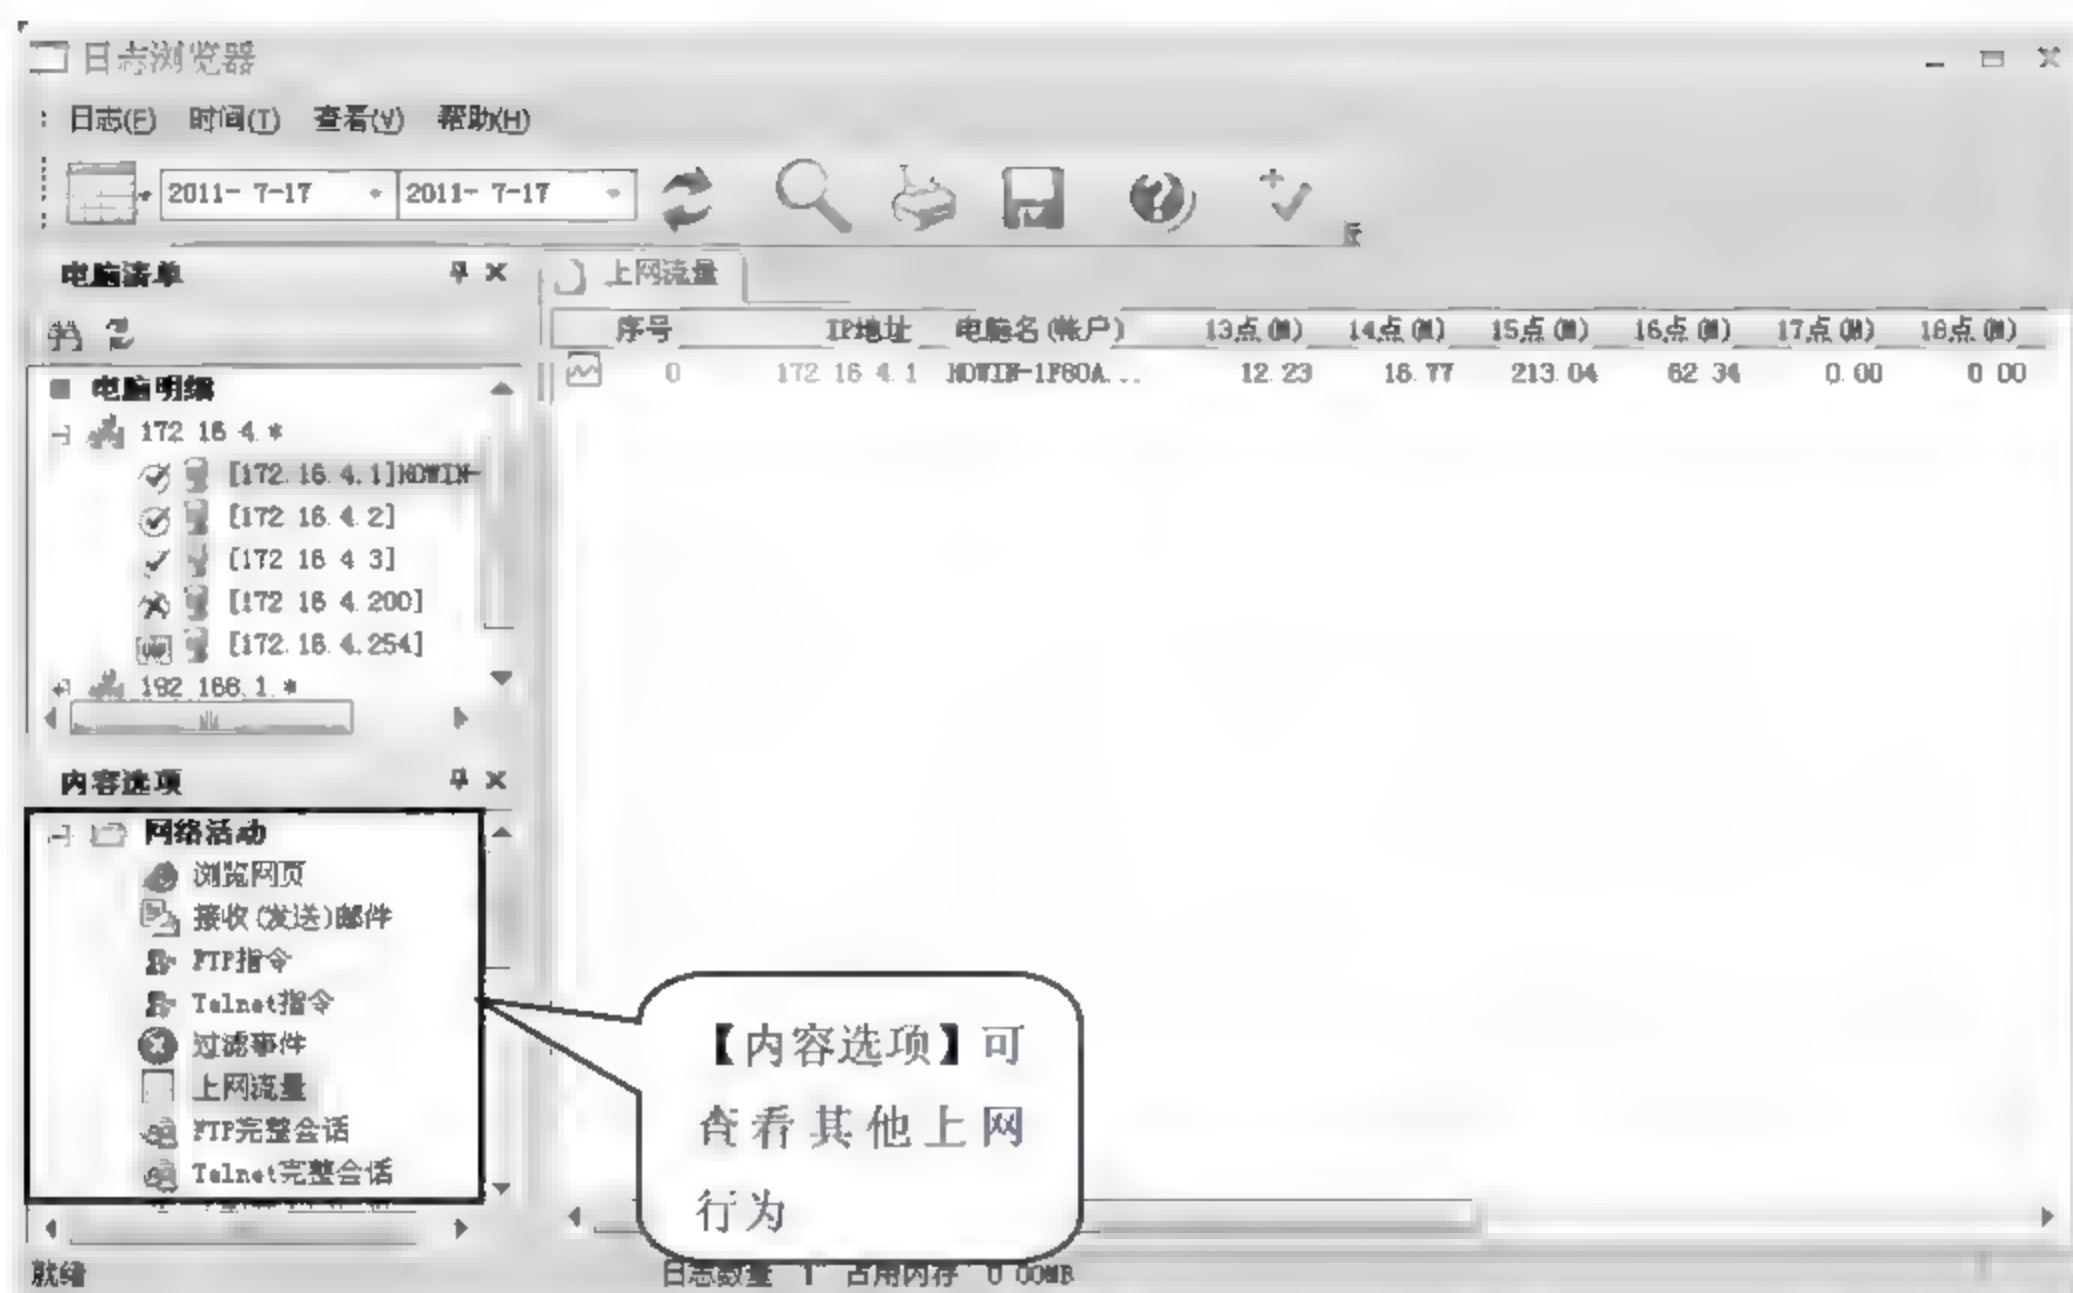 日志浏览器
日志(F) 时间(T) 查看(V) 帮助(H)
2011- 7-17 2011- 7-17
电脑清单
上网流量
序号 IP地址 电脑名(帐户) 13点(M) 14点(M) 15点(M) 16点(M) 17点(M) 18点(M)
0 172 16 4 1 12.23 16.77 213.04 62 34 0.00 0 00
电脑明细
172 16 4 *
[172.16.4.1]
[172 16 4 2]
[172 16 4 3]
[172 16 4.200]
[172.16.4.254]
192 168.1.*
内容选项
网络活动
浏览网页
接收(发送)邮件
FTP指令
Telnet指令
过滤事件
上网流量
FTP完整会话
Telnet完整会话
【内容选项】可
查看其他上网
行为
就绪
日志数量 1 占用内存 0 00MB